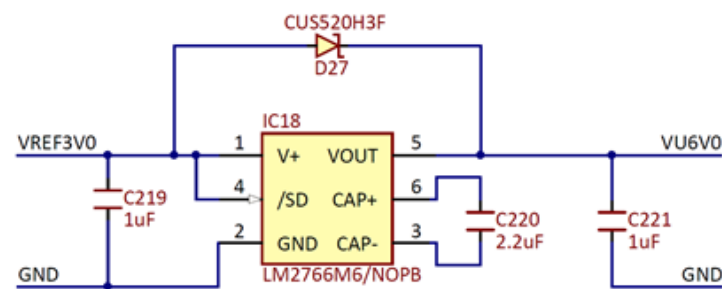 CUS520H3F
D27
IC18
VREF3V0
1
V+
VOUT
5
VU6V0
4
/SD
CAP+
6
C219
1uF
C220
2.2uF
C221
1uF
2
GND
CAP-
3
GND
LM2766M6/NOPB
GND